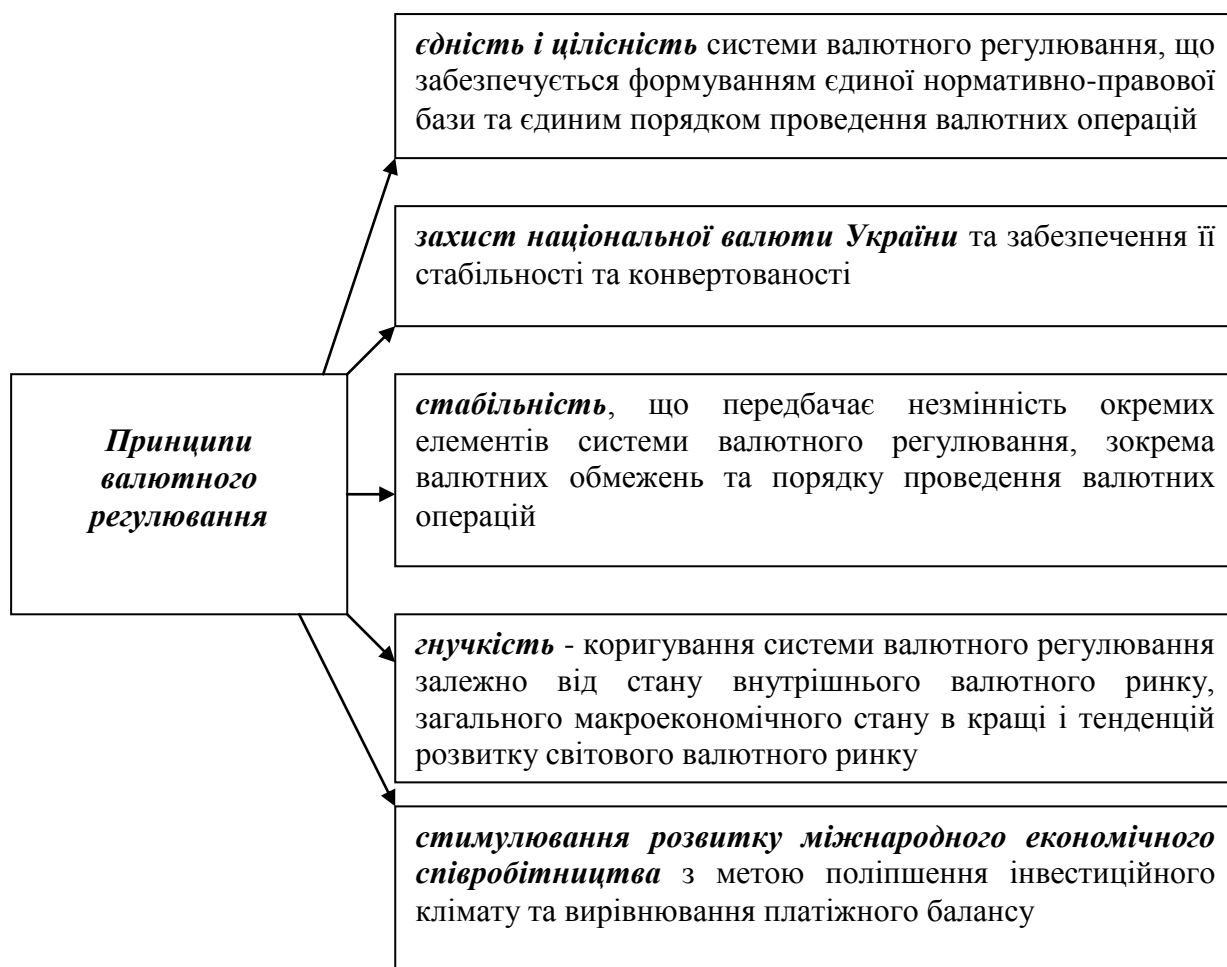 єдність і цілісність системи валютного регулювання, що
забезпечується формуванням єдиної нормативно-правової
бази та єдиним порядком проведення валютних операцій
захист національної валюти України та забезпечення її
стабільності та конвертованості
Принципи
валютного
регулювання
стабільність, що передбачає незмінність окремих
елементів системи валютного регулювання, зокрема
валютних обмежень та порядку проведення валютних
операцій
гнучкість - коригування системи валютного регулювання
залежно від стану внутрішнього валютного ринку,
загального макроекономічного стану в кращі і тенденцій
розвитку світового валютного ринку
стимулювання розвитку міжнародного економічного
співробітництва з метою поліпшення інвестиційного
клімату та вирівнювання платіжного балансу